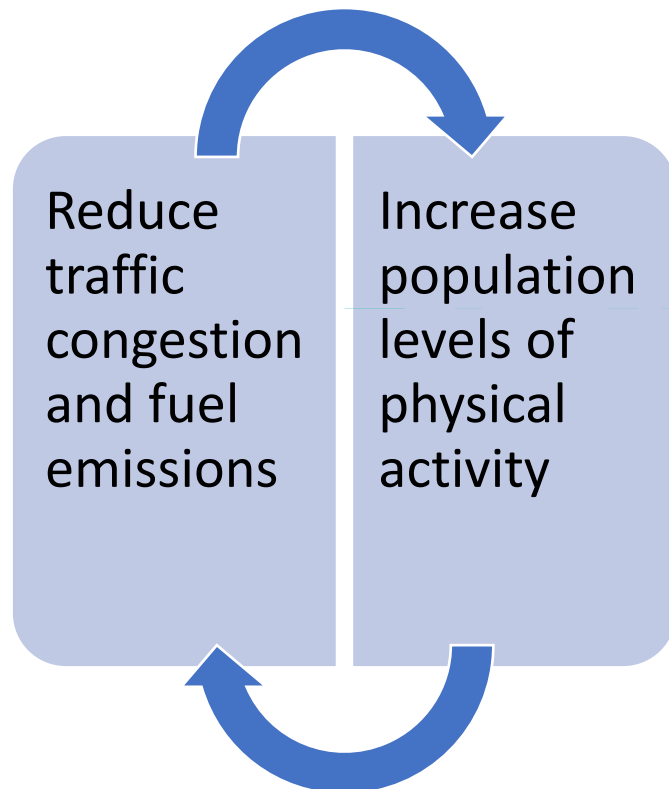 Reduce
traffic
congestion
and fuel
emissions
Increase
population
levels of
physical
activity